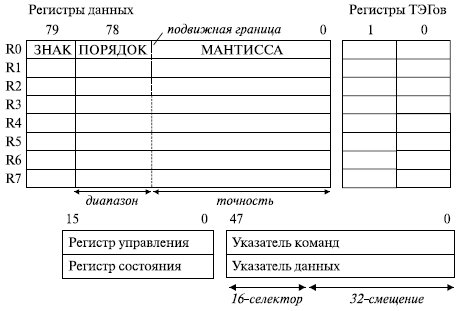 Регистры данных Регистры ТЭГов
79 78 подвижная граница 0 1 0
R0 ЗНАК ПОРЯДОК МАНТИССА
R1
R2
R3
R4
R5
R6
R7
диапазон точность
15 0 47 0
Регистр управления Указатель команд
Регистр состояния Указатель данных
16-селектор 32-смещение